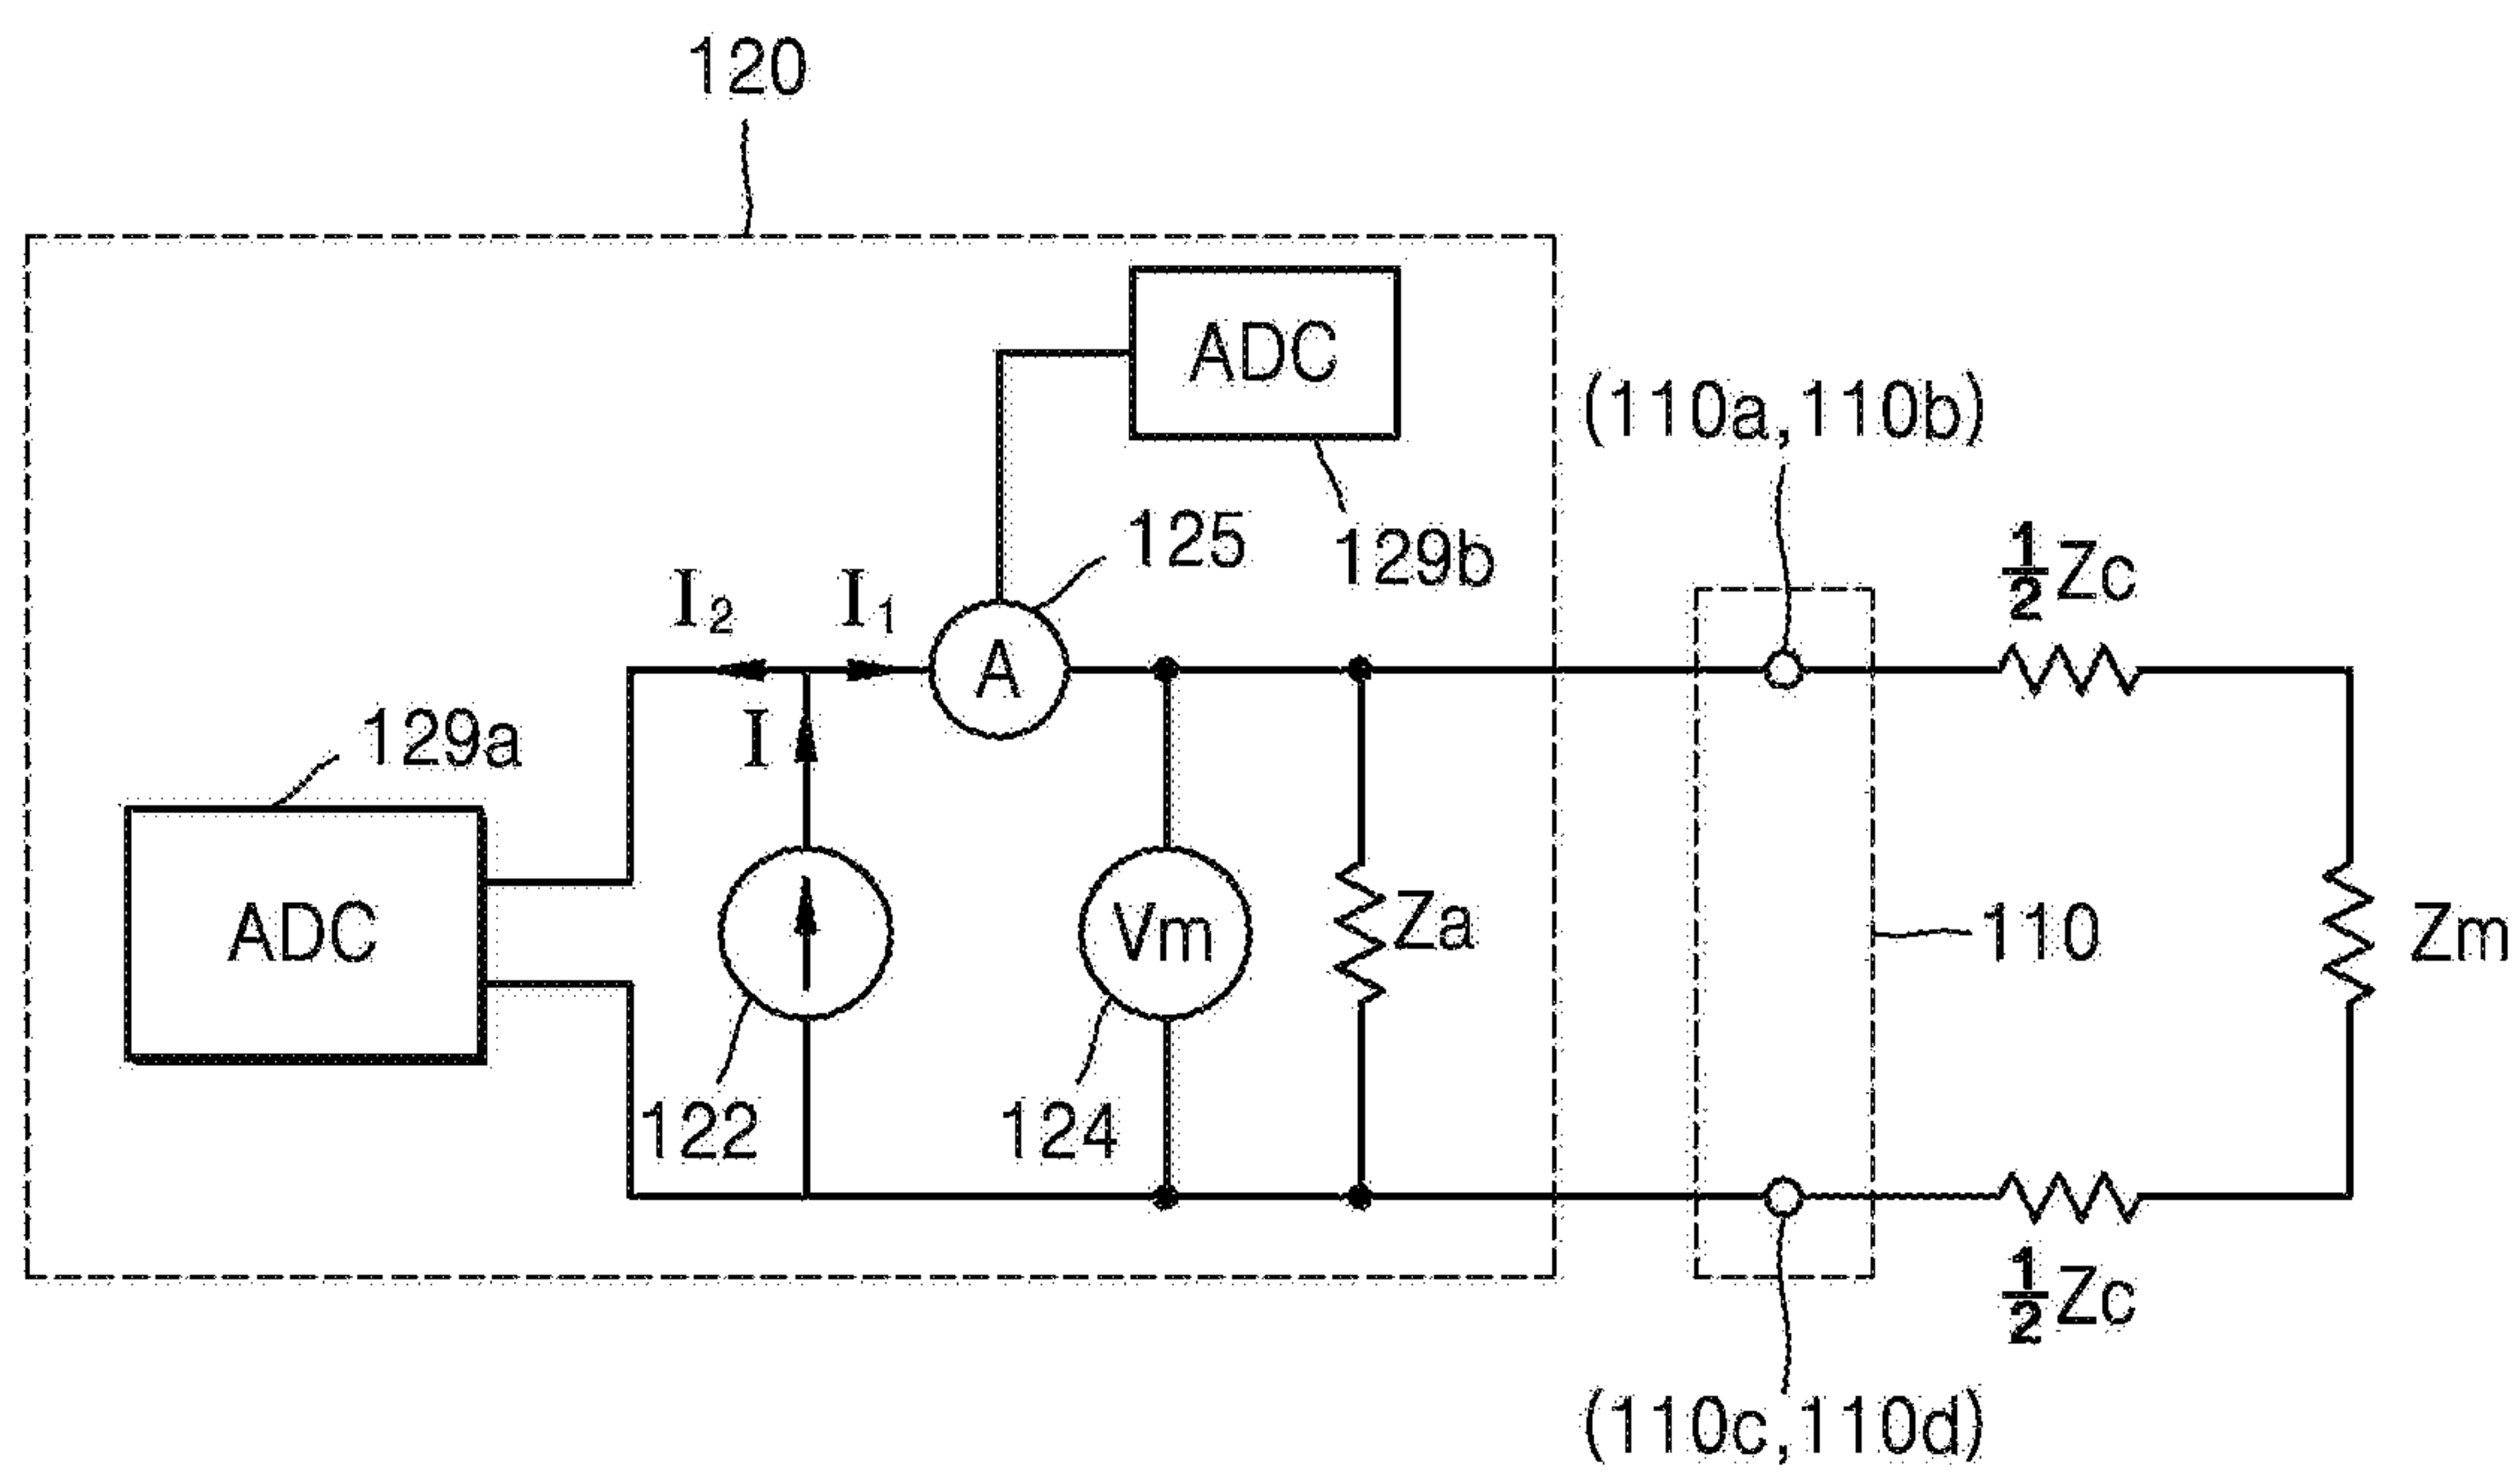 120
ADC
(110a,110b)
125
129b
½Zc
I₂
I₁
A
129a
I
ADC
Vm
Za
110
Zm
122
124
½Zc
(110c,110d)